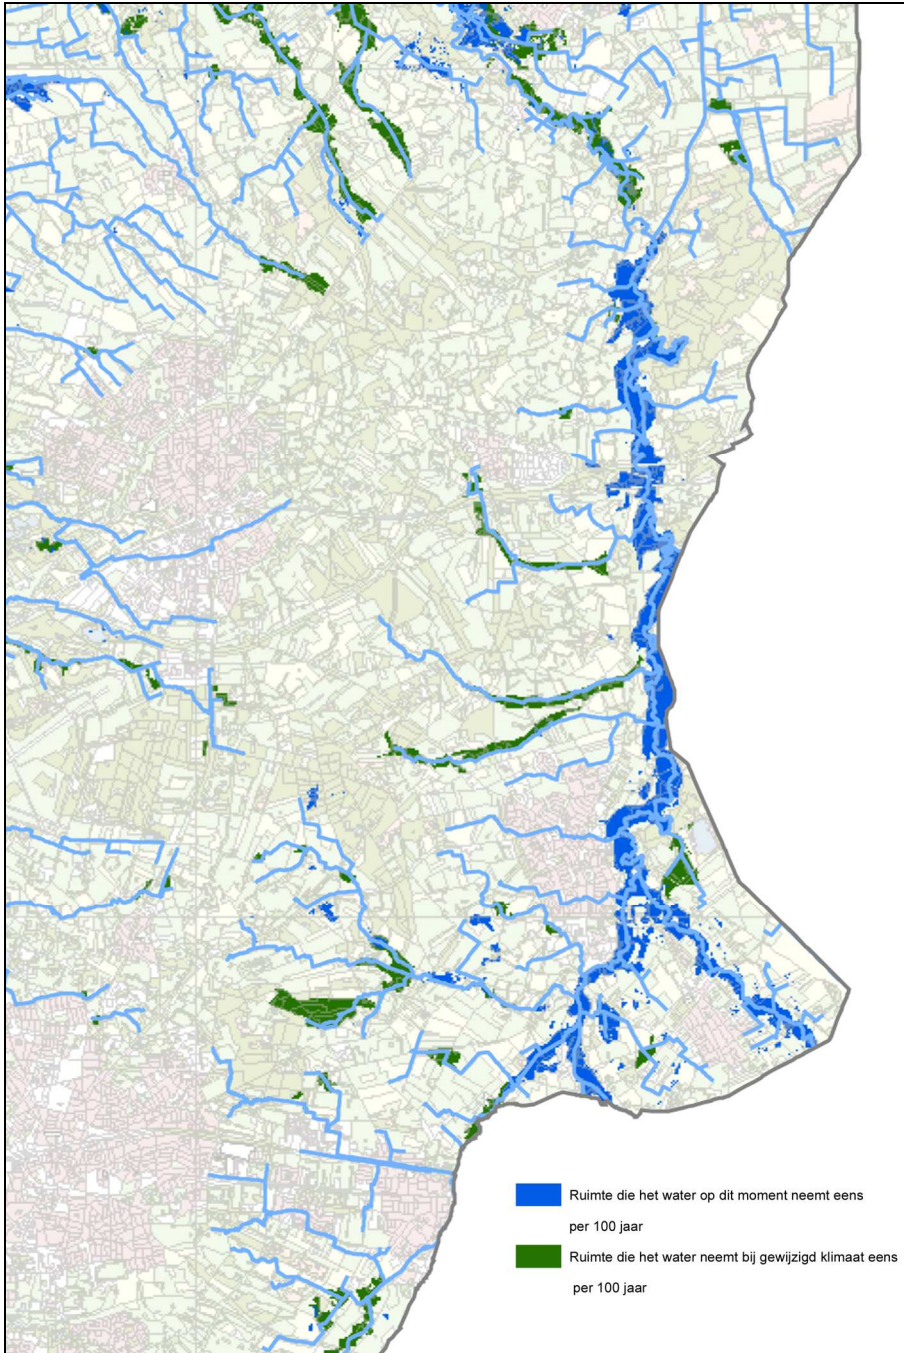 Ruimte die het water op dit moment neemt eens
per 100 jaar
Ruimte die het water neemt bij gewijzigd klimaat eens
per 100 jaar